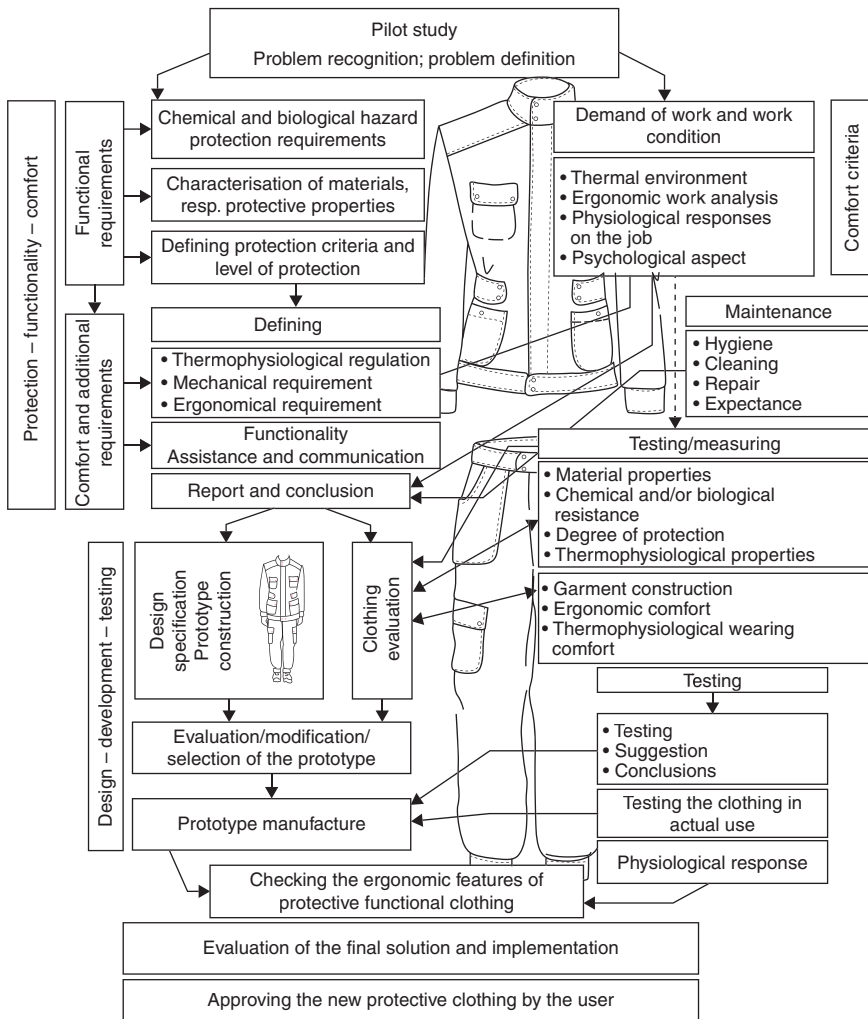 Pilot study
Problem recognition; problem definition
Protection – functionality – comfort
Functional
requirements
Chemical and biological hazard
protection requirements
Characterisation of materials,
resp. protective properties
Defining protection criteria and
level of protection
Demand of work and work
condition
• Thermal environment
• Ergonomic work analysis
• Physiological responses
on the job
• Psychological aspect
Comfort criteria
Comfort and additional
requirements
Defining
• Thermophysiological regulation
• Mechanical requirement
• Ergonomical requirement
Functionality
Assistance and communication
Maintenance
• Hygiene
• Cleaning
• Repair
• Expectance
Report and conclusion
Testing/measuring
• Material properties
• Chemical and/or biological
resistance
• Degree of protection
• Thermophysiological properties
• Garment construction
• Ergonomic comfort
• Thermophysiological wearing
comfort
Design – development – testing
Design
specification
Prototype
construction
Clothing
evaluation
Evaluation/modification/
selection of the prototype
Testing
• Testing
• Suggestion
• Conclusions
Prototype manufacture
Testing the clothing in
actual use
Physiological response
Checking the ergonomic features of
protective functional clothing
Evaluation of the final solution and implementation
Approving the new protective clothing by the user